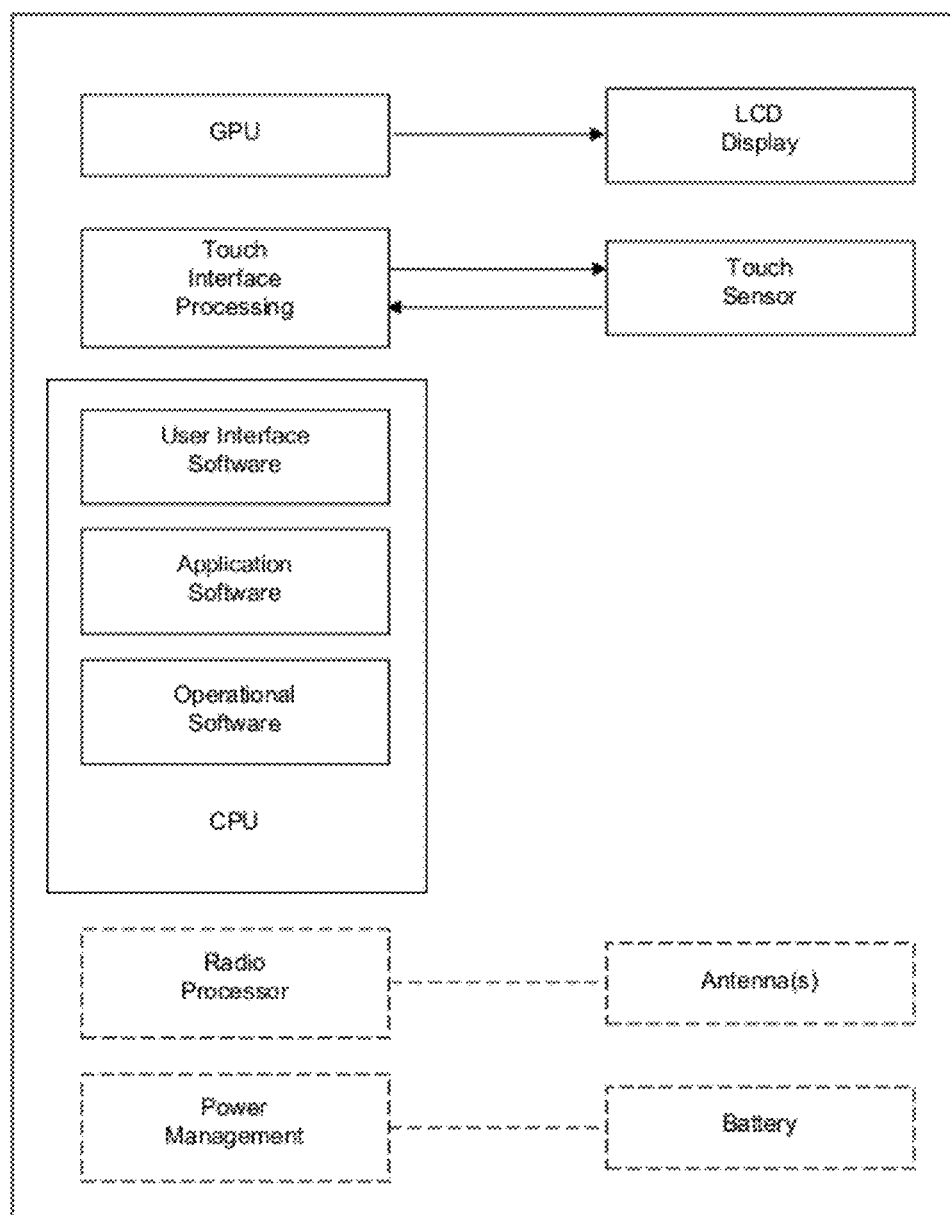 GPU
LCD
Display
Touch
Interface
Processing
Touch
Sensor
User Interface
Software
Application
Software
Operational
Software
CPU
Radio
Processor
Antenna(s)
Power
Management
Battery